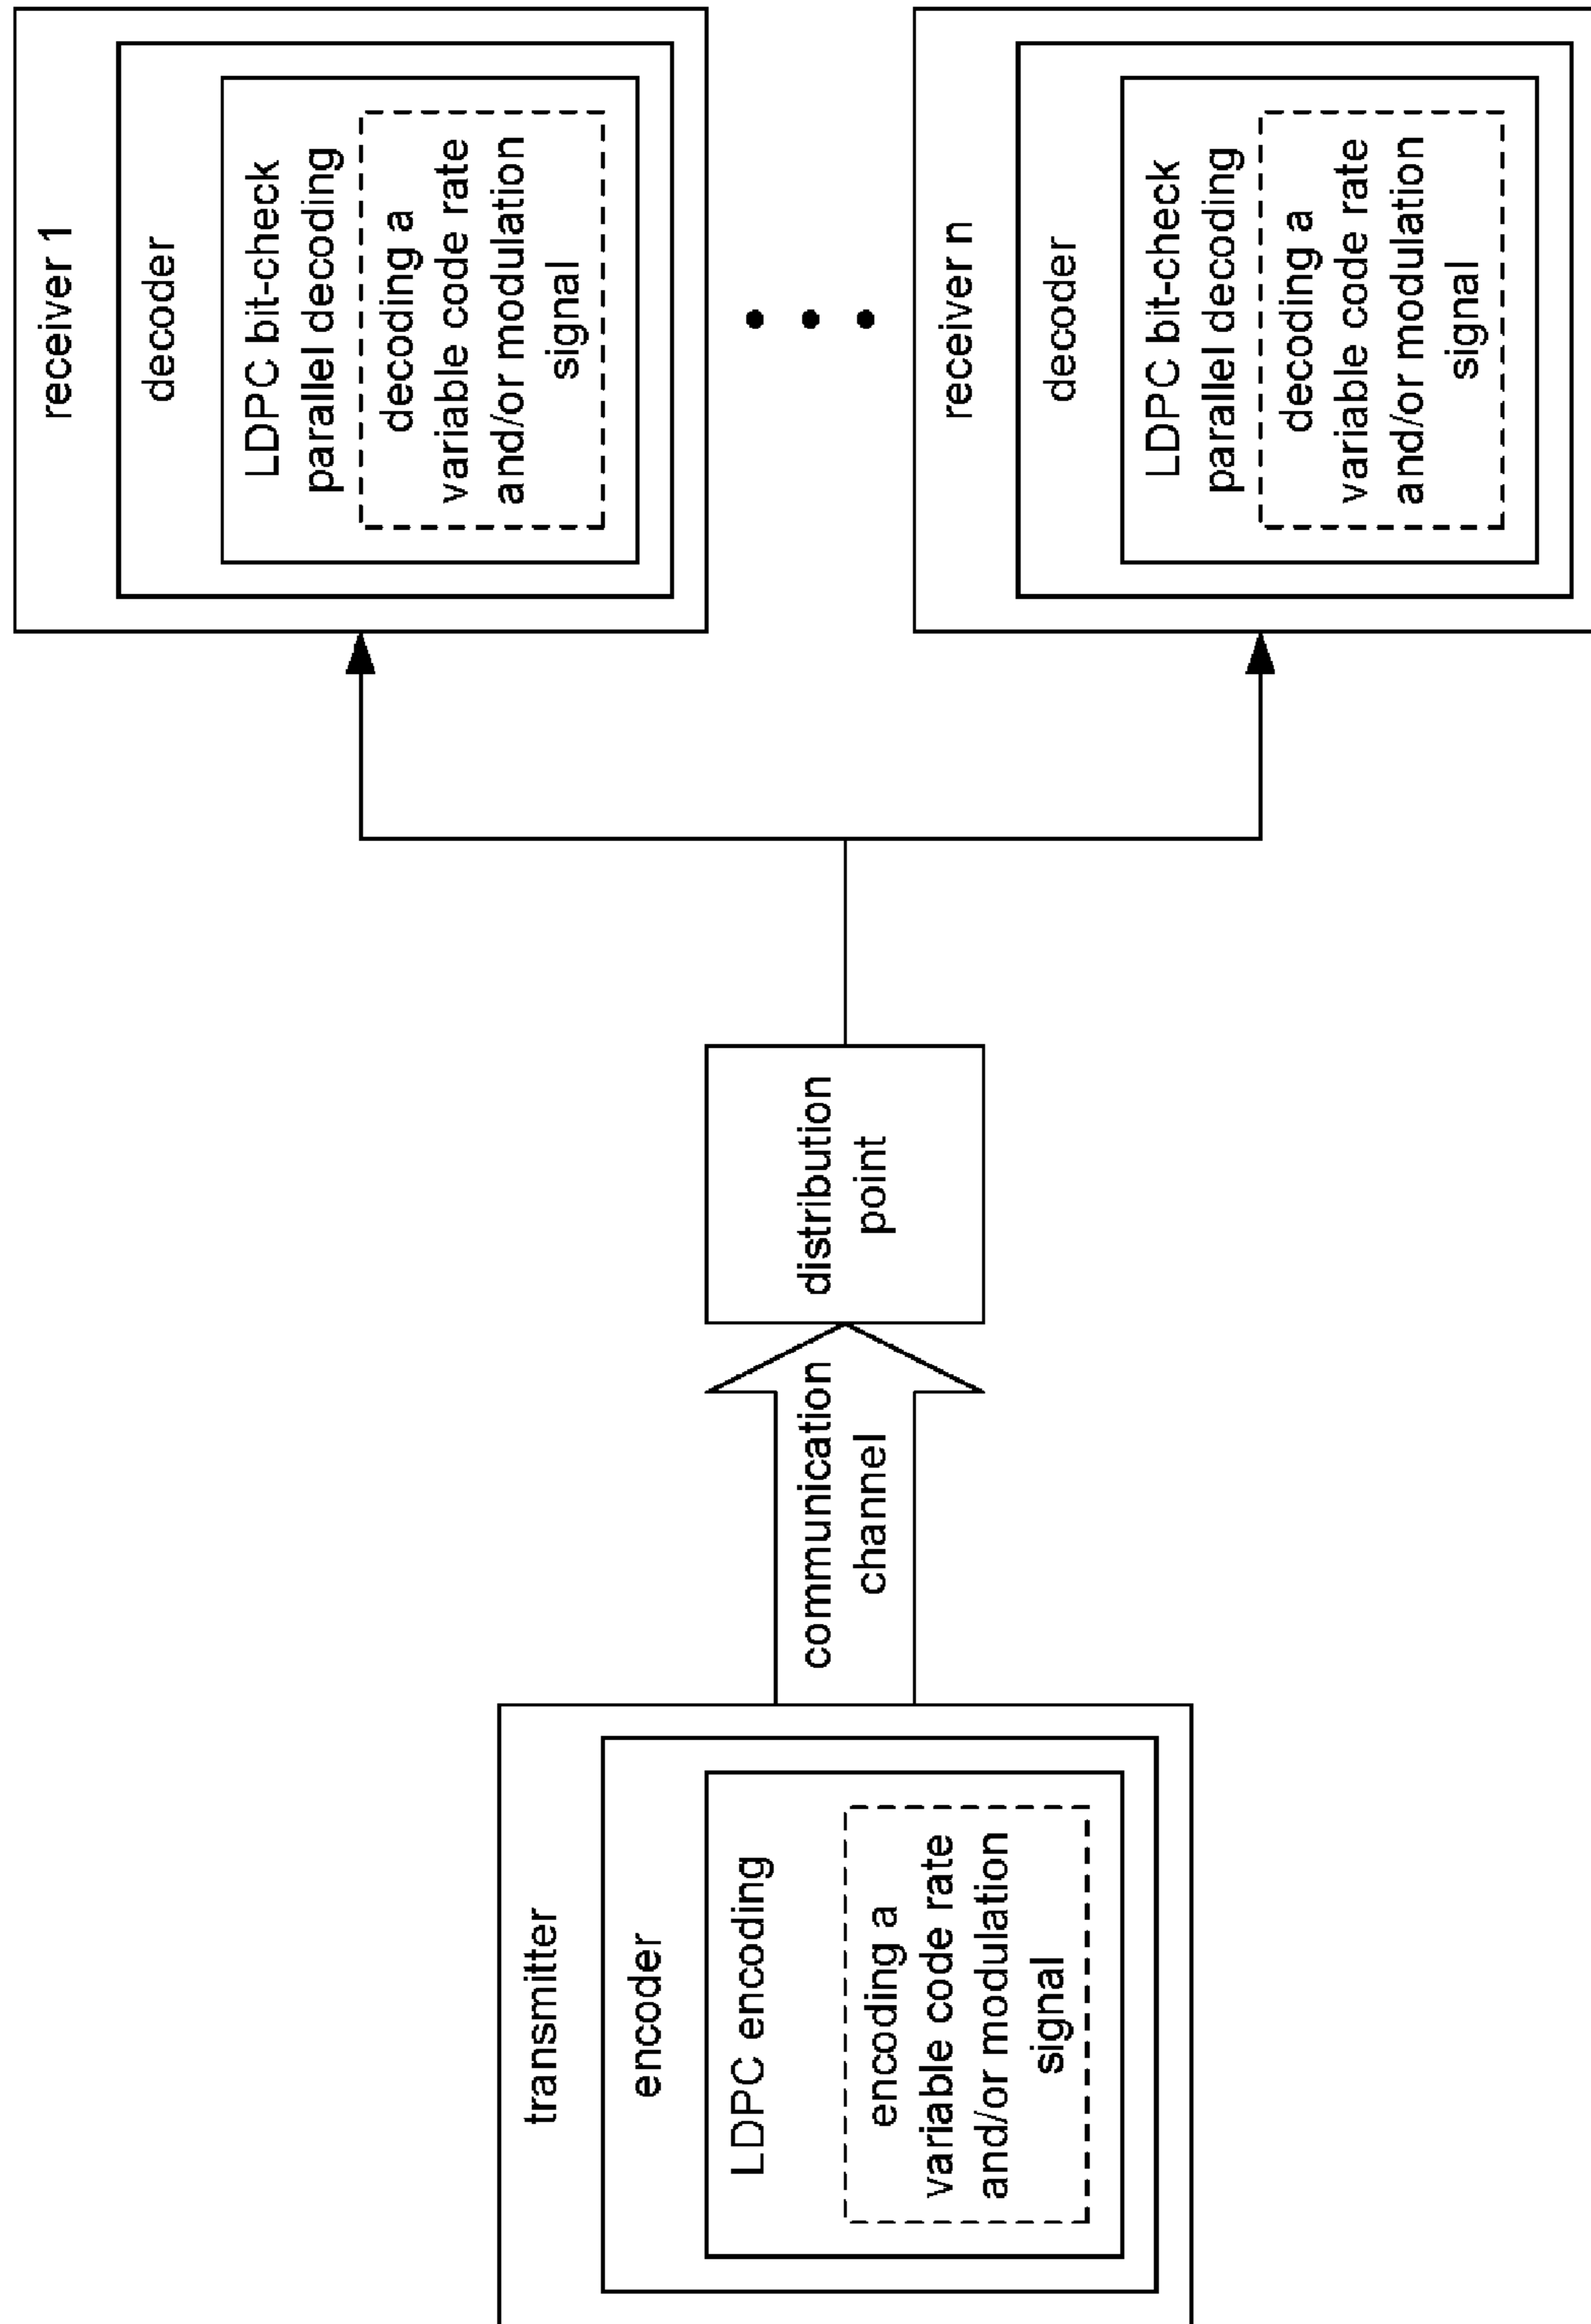 transmitter
encoder
LDPC encoding
encoding a
variable code rate
and/or modulation
signal
communication
channel
distribution
point
receiver 1
decoder
LDPC bit-check
parallel decoding
decoding a
variable code rate
and/or modulation
signal
receiver n
decoder
LDPC bit-check
parallel decoding
decoding a
variable code rate
and/or modulation
signal